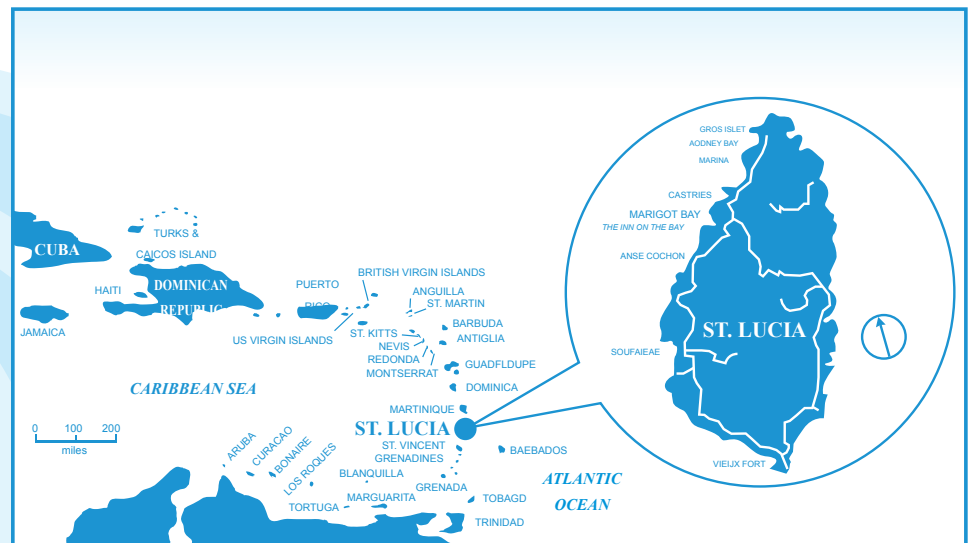 GROS ISLET
AODNEY BAY
MARINA
CASTRIES
MARIGOT BAY
THE INN ON THE BAY
ANSE COCHON
ST. LUCIA
SOUFAIEAE
VIEIJX FORT
TURKS &
CAICOS ISLAND
CUBA
HAITI
DOMINICAN
REPUBLIC
JAMAICA
PUERTO
RICO
BRITISH VIRGIN ISLANDS
US VIRGIN ISLANDS
ANGUILLA
ST. MARTIN
BARBUDA
ANTIGLIA
ST. KITTS
NEVIS
REDONDA
MONTSERRAT
GUADFLDUPE
DOMINICA
CARIBBEAN SEA
MARTINIQUE
ST. LUCIA
ST. VINCENT
GRENADINES
BAEBADOS
0 100 200
miles
ARUBA
CURACAO
BONAIRE
LOS ROQUES
BLANQUILLA
GRENADA
MARGUARITA
TORTUGA
TOBAGD
TRINIDAD
ATLANTIC
OCEAN